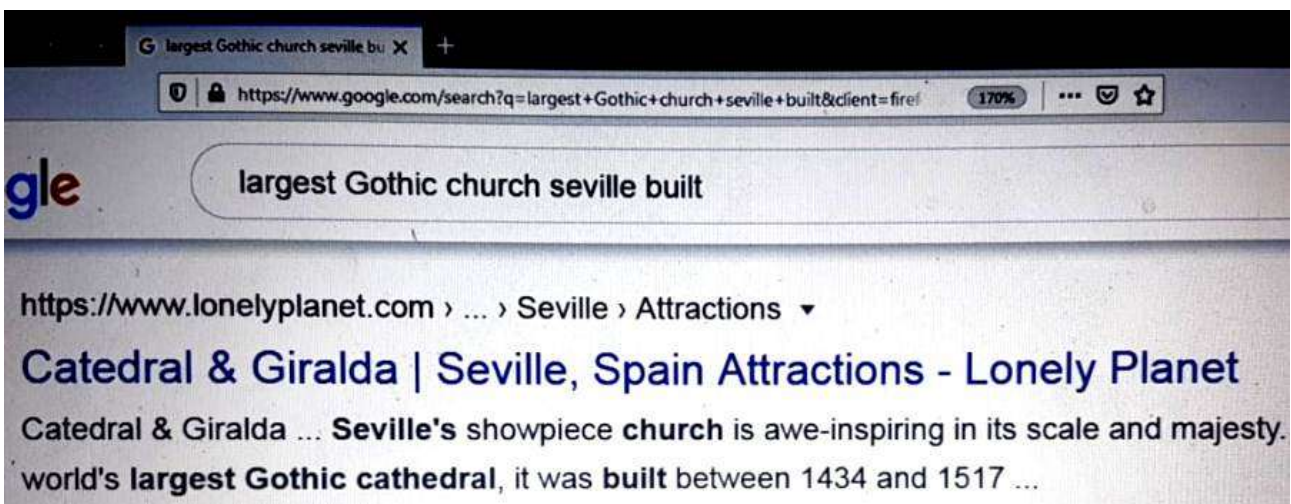 G largest Gothic church seville bu X +
https://www.google.com/search?q=largest+Gothic+church+seville+built&client=firef 170% ...
gle largest Gothic church seville built
https://www.lonelyplanet.com › ... › Seville › Attractions
Catedral & Giralda | Seville, Spain Attractions - Lonely Planet
Catedral & Giralda ... Seville's showpiece church is awe-inspiring in its scale and majesty.
world's largest Gothic cathedral, it was built between 1434 and 1517 ...